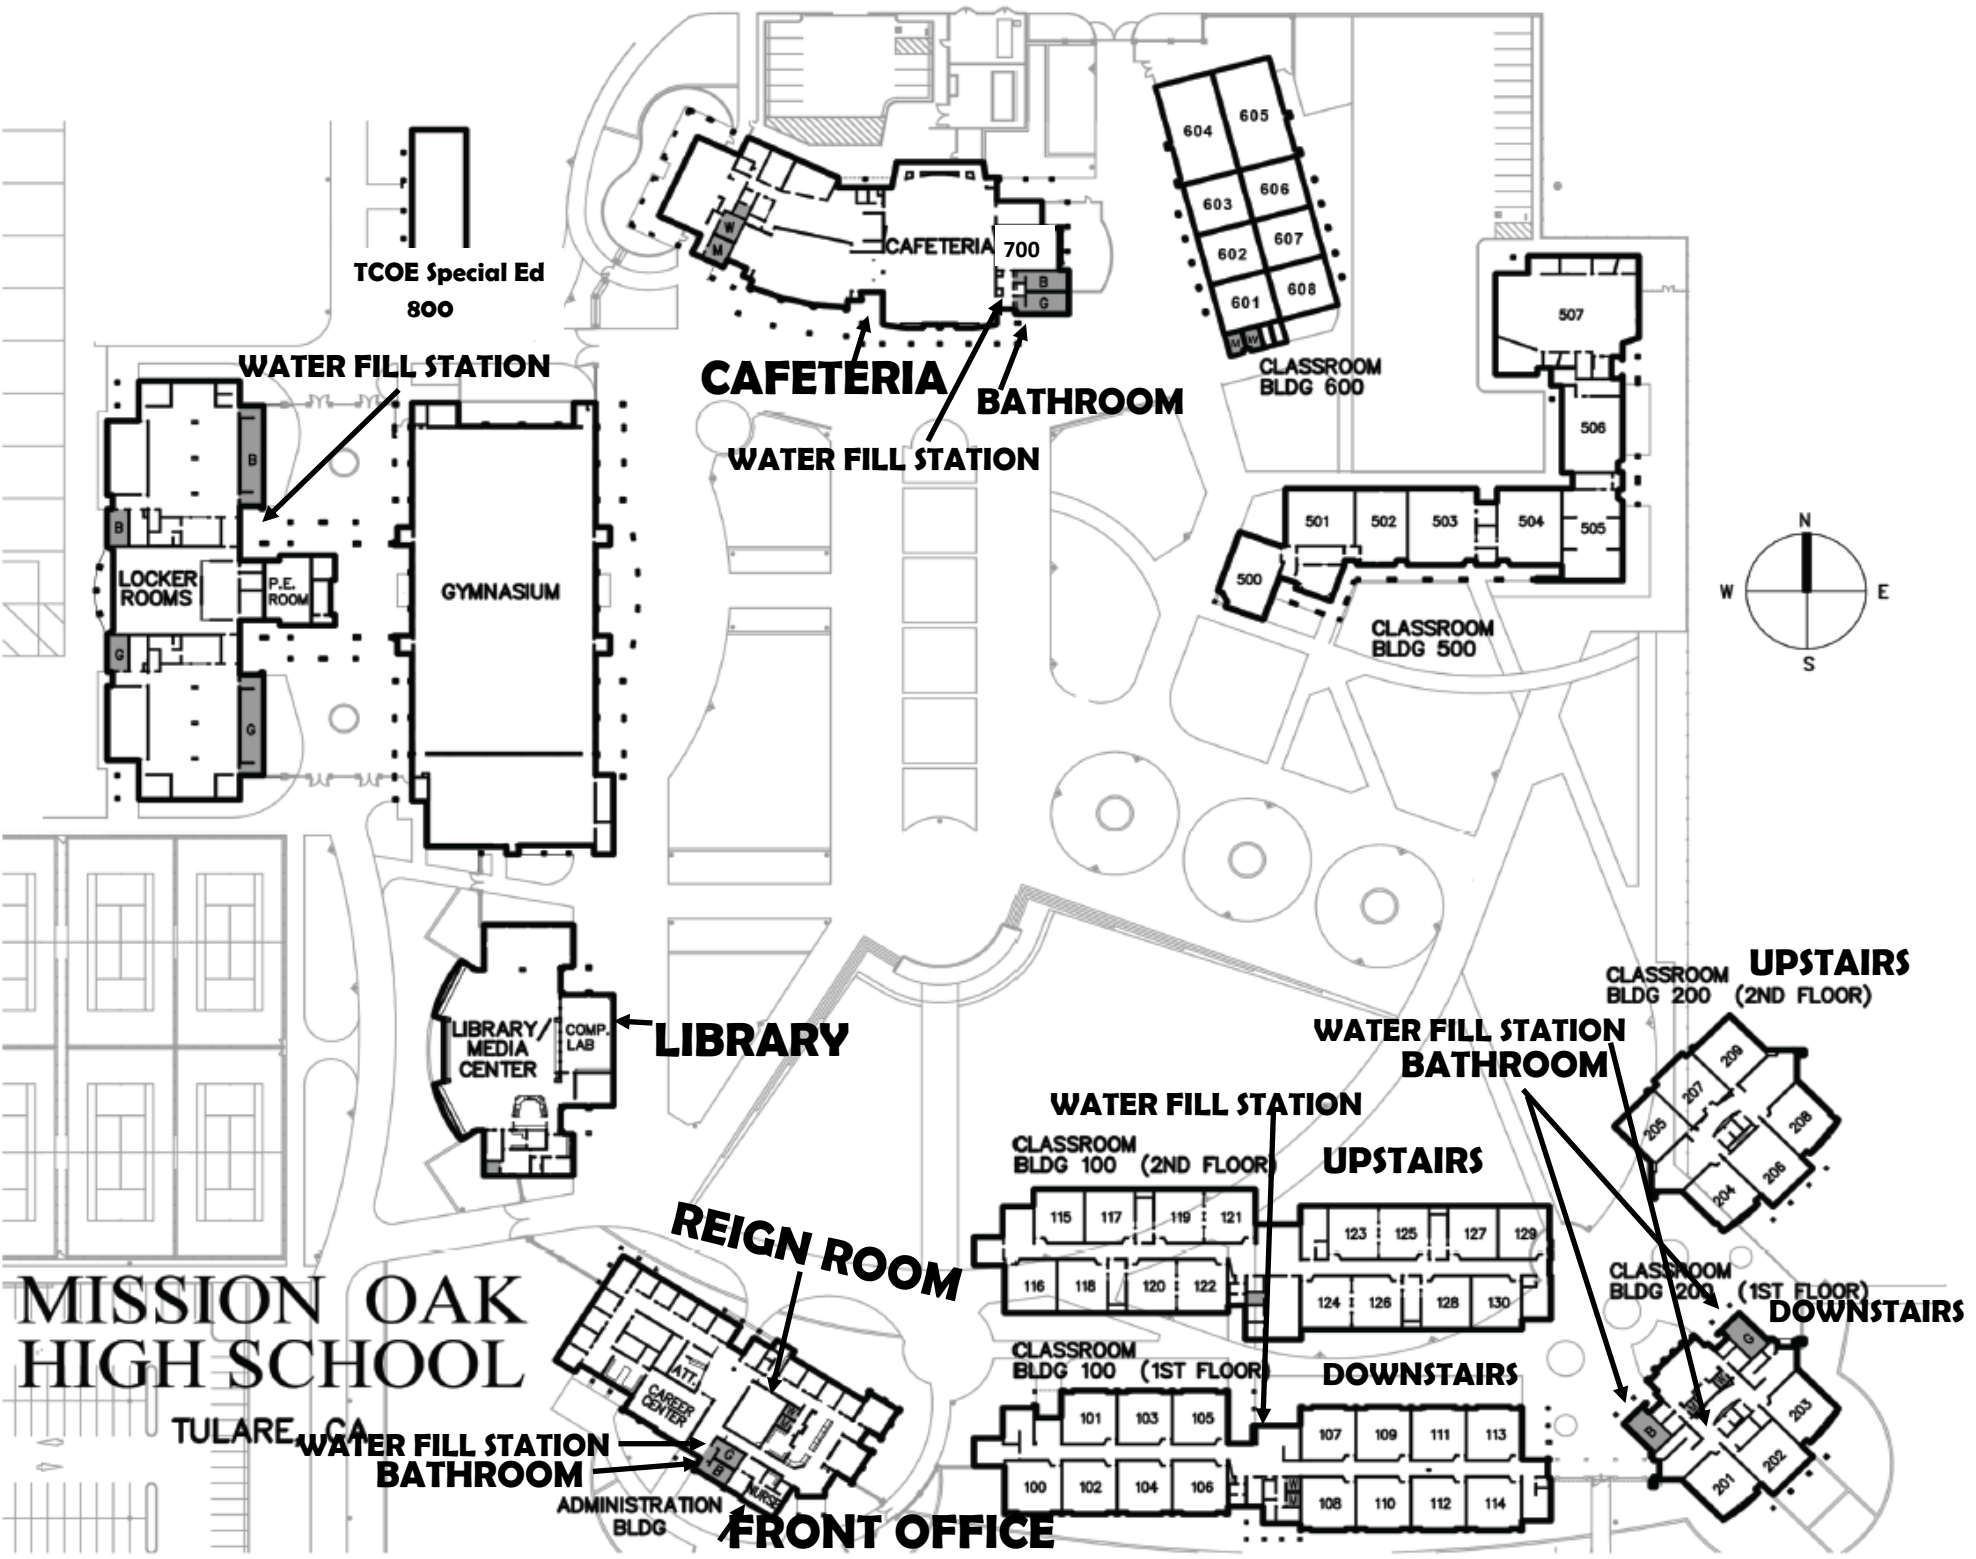 604
605
603
606
602
607
601
608
M
W
CLASSROOM
BLDG 600
TCOE Special Ed
800
W
M
CAFETERIA
700
B
G
CAFETERIA
BATHROOM
WATER FILL STATION
WATER FILL STATION
507
506
501
502
503
504
505
500
CLASSROOM
BLDG 500
N
W
E
S
B
B
LOCKER
ROOMS
P.E.
ROOM
G
G
GYMNASIUM
LIBRARY/
MEDIA
CENTER
COMP.
LAB
LIBRARY
UPSTAIRS
CLASSROOM
BLDG 200 (2ND FLOOR)
WATER FILL STATION
BATHROOM
209
207
205
208
206
204
WATER FILL STATION
CLASSROOM
BLDG 100 (2ND FLOOR)
UPSTAIRS
115
117
119
121
123
125
127
129
116
118
120
122
124
126
128
130
CLASSROOM
BLDG 200 (1ST FLOOR)
DOWNSTAIRS
G
B
203
202
201
CLASSROOM
BLDG 100 (1ST FLOOR)
DOWNSTAIRS
101
103
105
107
109
111
113
100
102
104
106
W
M
108
110
112
114
REIGN ROOM
MISSION OAK
HIGH SCHOOL
TULARE, CA
ATT.
CAREER
CENTER
WATER FILL STATION
BATHROOM
G
B
NURSE
ADMINISTRATION
BLDG
FRONT OFFICE